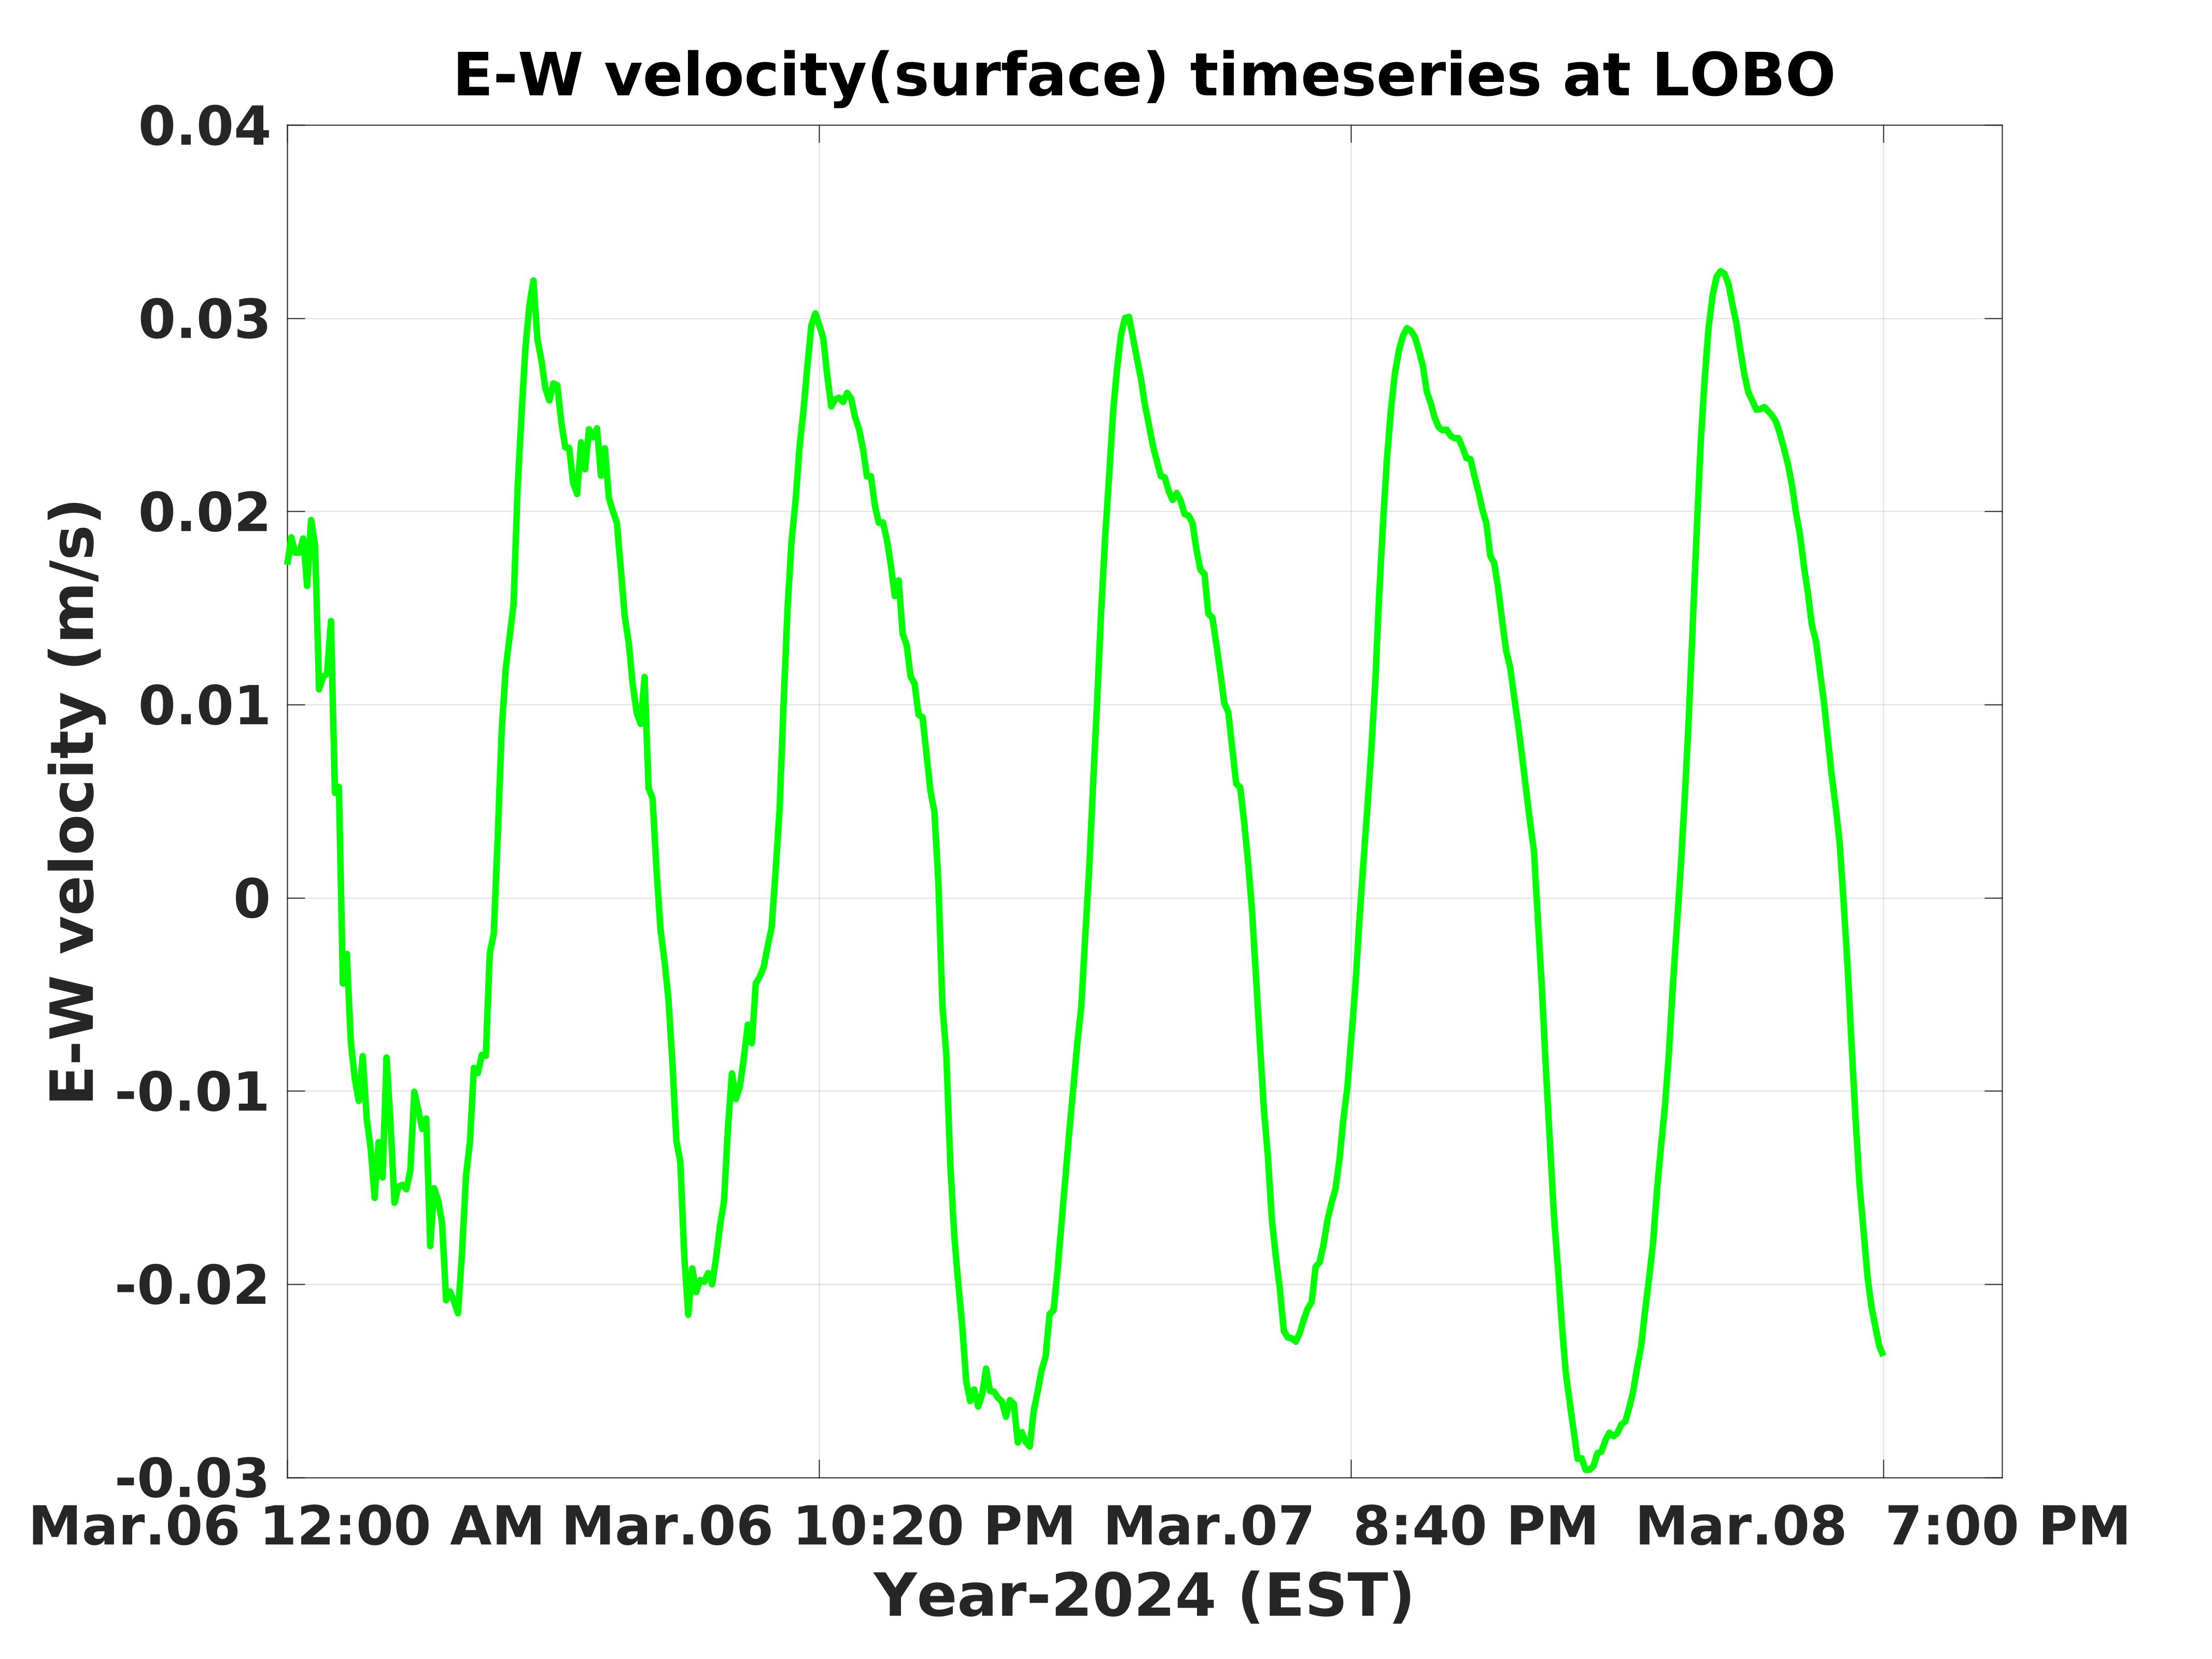 E-W velocity(surface) timeseries at LOBO
0.04
0.03
0.02
0.01
0
-0.01
-0.02
-0.03
E-W velocity (m/s)
Mar.06 12:00 AM Mar.06 10:20 PM Mar.07 8:40 PM Mar.08 7:00 PM
Year-2024 (EST)